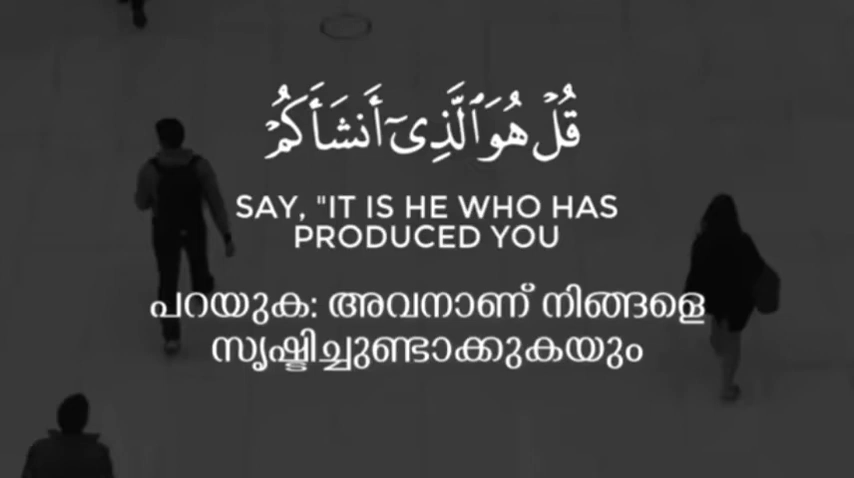 قُلۡ هُوَ ٱلَّذِىٓ أَنشَأَكُمۡ
SAY, "IT IS HE WHO HAS
PRODUCED YOU
പറയുക: അവനാണ് നിങ്ങളെ
സൃഷ്ടിച്ചുണ്ടാക്കുകയും